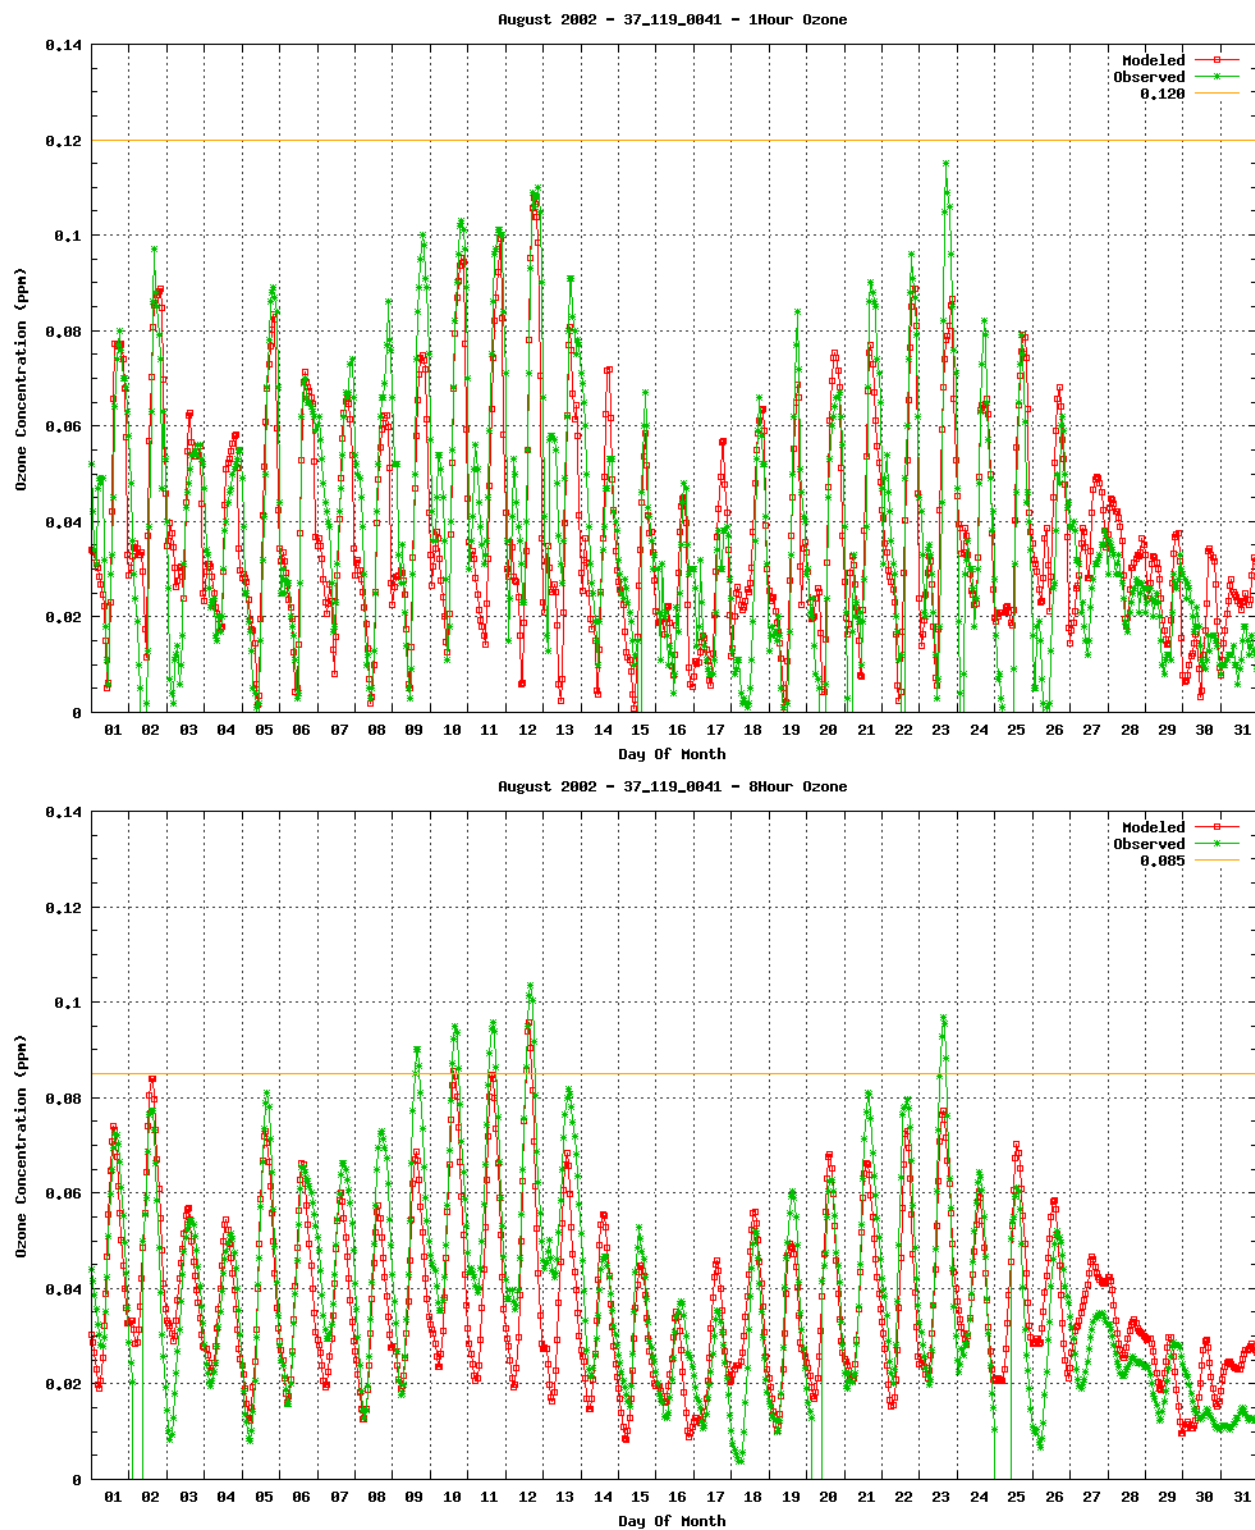 August 2002 - 37_119_0041 - 1Hour Ozone
0.14
Modeled
Observed
0.120
0.12
0.1
0.08
0.06
0.04
0.02
0
Ozone Concentration (ppm)
01 02 03 04 05 06 07 08 09 10 11 12 13 14 15 16 17 18 19 20 21 22 23 24 25 26 27 28 29 30 31
Day Of Month
August 2002 - 37_119_0041 - 8Hour Ozone
0.14
Modeled
Observed
0.085
0.12
0.1
0.08
0.06
0.04
0.02
0
Ozone Concentration (ppm)
01 02 03 04 05 06 07 08 09 10 11 12 13 14 15 16 17 18 19 20 21 22 23 24 25 26 27 28 29 30 31
Day Of Month